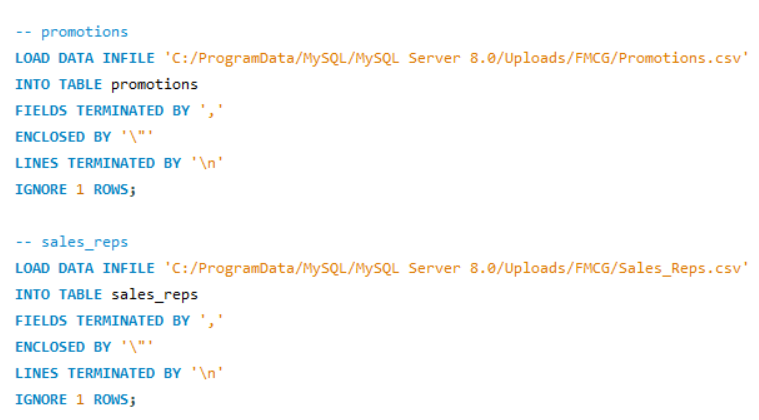 -- promotions
LOAD DATA INFILE 'C:/ProgramData/MySQL/MySQL Server 8.0/Uploads/FMCG/Promotions.csv'
INTO TABLE promotions
FIELDS TERMINATED BY ','
ENCLOSED BY '\"'
LINES TERMINATED BY '\n'
IGNORE 1 ROWS;
-- sales_reps
LOAD DATA INFILE 'C:/ProgramData/MySQL/MySQL Server 8.0/Uploads/FMCG/Sales_Reps.csv'
INTO TABLE sales_reps
FIELDS TERMINATED BY ','
ENCLOSED BY '\"'
LINES TERMINATED BY '\n'
IGNORE 1 ROWS;